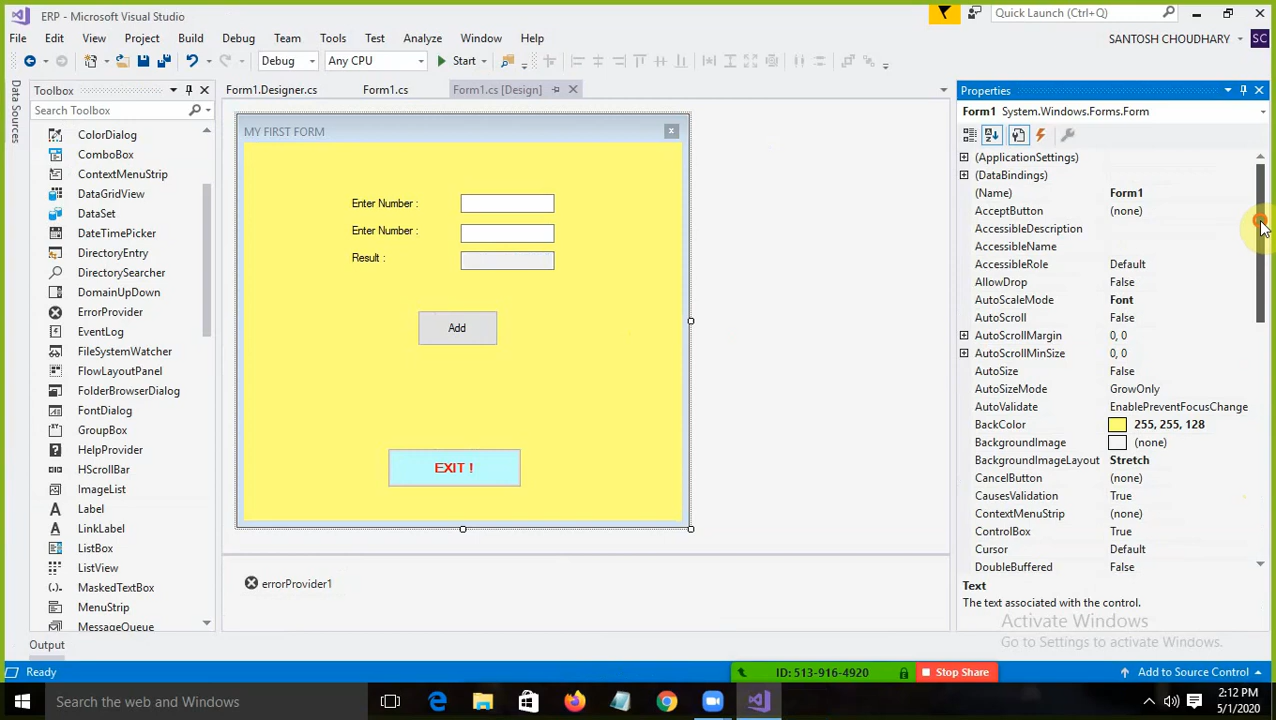 ERP - Microsoft Visual Studio
Quick Launch (Ctrl+Q)
File Edit View Project Build Debug Team Tools Test Analyze Window Help
SANTOSH CHOUDHARY SC
Debug Any CPU Start
Data Sources
Toolbox
Search Toolbox
ColorDialog
ComboBox
ContextMenuStrip
DataGridView
DataSet
DateTimePicker
DirectoryEntry
DirectorySearcher
DomainUpDown
ErrorProvider
EventLog
FileSystemWatcher
FlowLayoutPanel
FolderBrowserDialog
FontDialog
GroupBox
HelpProvider
HScrollBar
ImageList
Label
LinkLabel
ListBox
ListView
MaskedTextBox
MenuStrip
MessageQueue
Form1.Designer.cs Form1.cs Form1.cs [Design]
MY FIRST FORM
Enter Number :
Enter Number :
Result :
Add
EXIT !
errorProvider1
Properties
Form1 System.Windows.Forms.Form
(ApplicationSettings)
(DataBindings)
(Name) Form1
AcceptButton (none)
AccessibleDescription
AccessibleName
AccessibleRole Default
AllowDrop False
AutoScaleMode Font
AutoScroll False
AutoScrollMargin 0, 0
AutoScrollMinSize 0, 0
AutoSize False
AutoSizeMode GrowOnly
AutoValidate EnablePreventFocusChange
BackColor 255, 255, 128
BackgroundImage (none)
BackgroundImageLayout Stretch
CancelButton (none)
CausesValidation True
ContextMenuStrip (none)
ControlBox True
Cursor Default
DoubleBuffered False
Text
The text associated with the control.
Activate Windows
Go to Settings to activate Windows.
Output
Ready
ID: 513-916-4920 Stop Share
Add to Source Control
Search the web and Windows
2:12 PM
5/1/2020